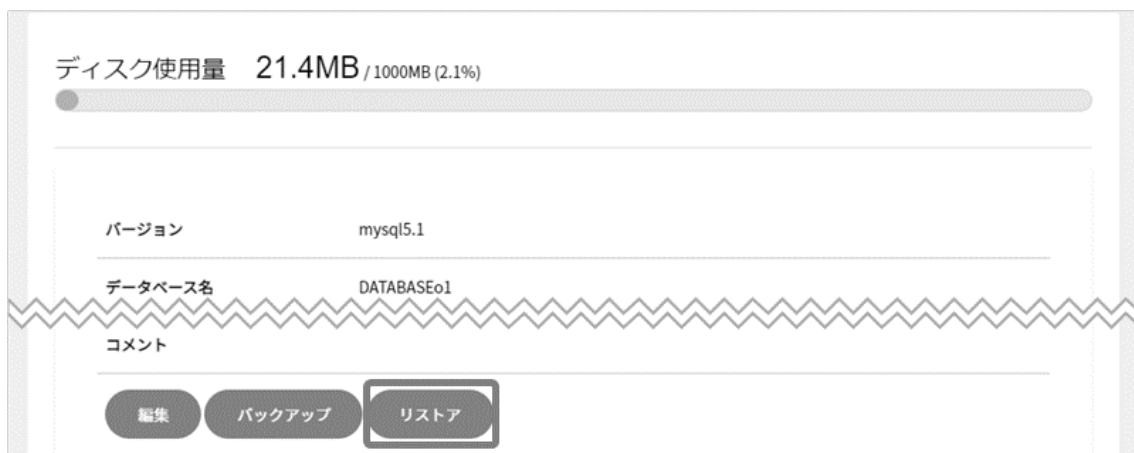 ディスク使用量 21.4MB / 1000MB (2.1%)
バージョン mysql5.1
データベース名 DATABASEo1
コメント
編集 バックアップ リストア